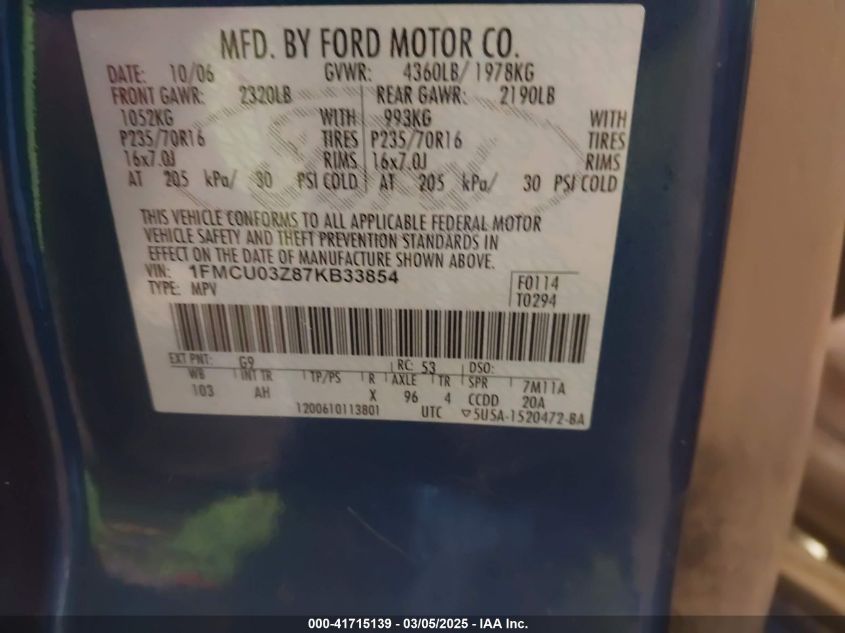 MFD. BY FORD MOTOR CO.
DATE: 10/06 GVWR: 4360LB/ 1978KG
FRONT GAWR: 2320LB REAR GAWR: 2190LB
1052KG WITH 993KG WITH
P235/70R16 TIRES P235/70R16 TIRES
16x7.0J RIMS 16x7.0J RIMS
AT 205 kPa/ 30 PSI COLD AT 205 kPa/ 30 PSI COLD
THIS VEHICLE CONFORMS TO ALL APPLICABLE FEDERAL MOTOR
VEHICLE SAFETY AND THEFT PREVENTION STANDARDS IN
EFFECT ON THE DATE OF MANUFACTURE SHOWN ABOVE.
VIN: 1FMCU03Z87KB33854 F0114
TYPE: MPV T0294
EXT PNT: G9 RC: 53 DSO:
WB INT TR TP/PS R AXLE TR SPR 7M11A
103 AH X 96 4 CCDD 20A
1200610113801 UTC ▽5USA-1520472-BA
000-41715139 - 03/05/2025 - IAA Inc.